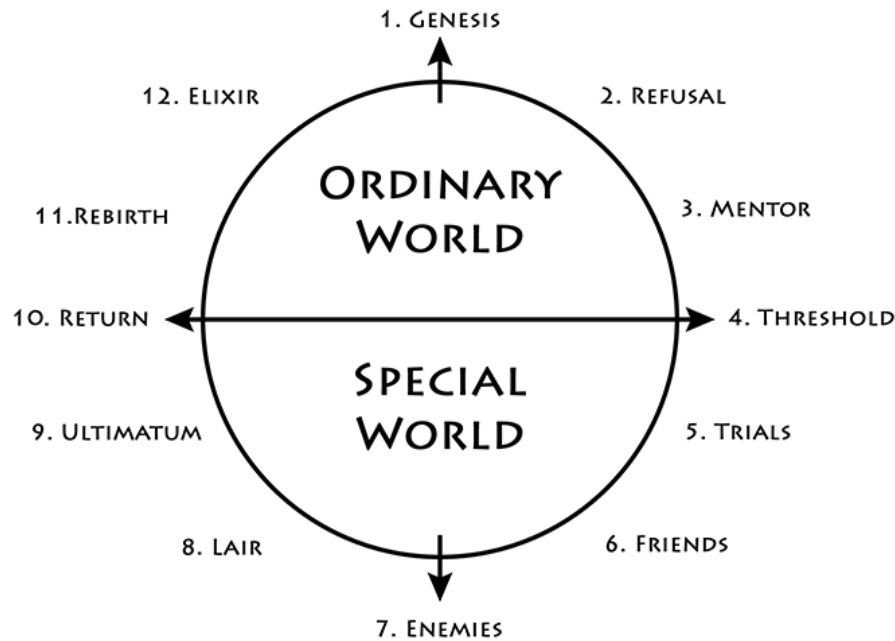 1. Genesis
12. Elixir
2. Refusal
Ordinary
World
11.Rebirth
3. Mentor
10. Return
4. Threshold
Special
World
9. Ultimatum
5. Trials
8. Lair
6. Friends
7. Enemies